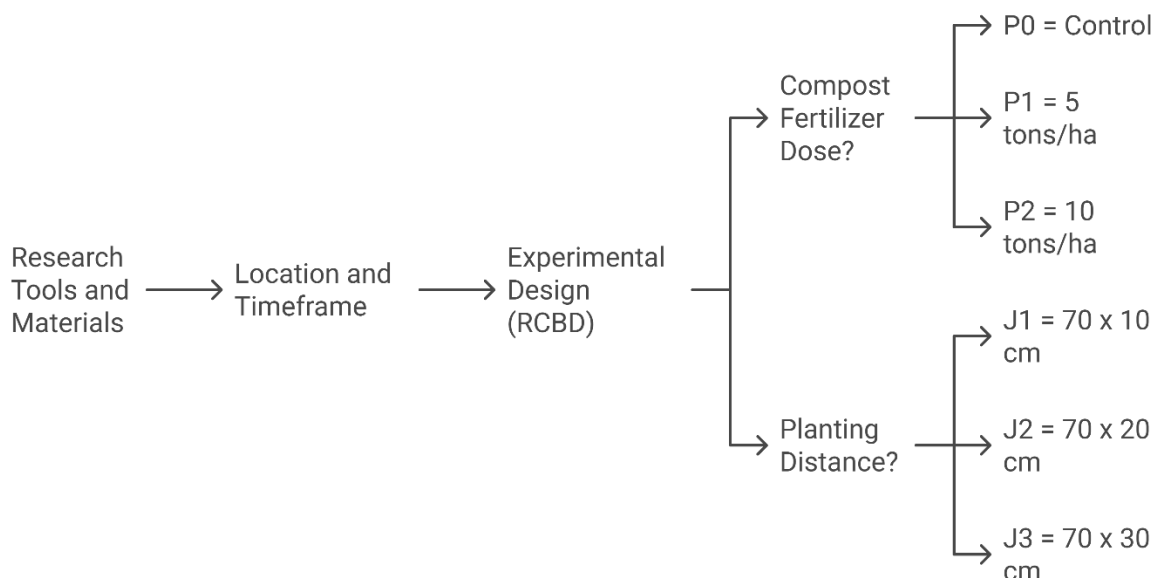 Research
Tools and
Materials
Location and
Timeframe
Experimental
Design
(RCBD)
Compost
Fertilizer
Dose?
P0 = Control
P1 = 5
tons/ha
P2 = 10
tons/ha
Planting
Distance?
J1 = 70 x 10
cm
J2 = 70 x 20
cm
J3 = 70 x 30
cm